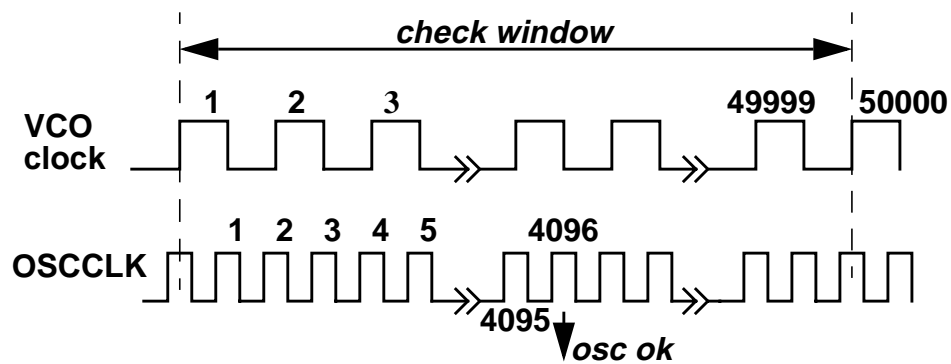 check window
1 2 3 49999 50000
VCO
clock
1 2 3 4 5 4096
OSCCLK
4095
osc ok